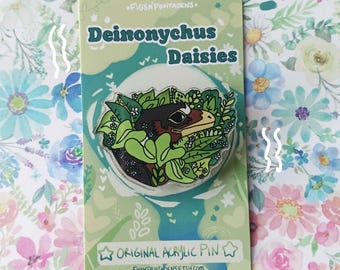 Deinonychus
Daisies
ORIGINAL ACRYLIC PIN